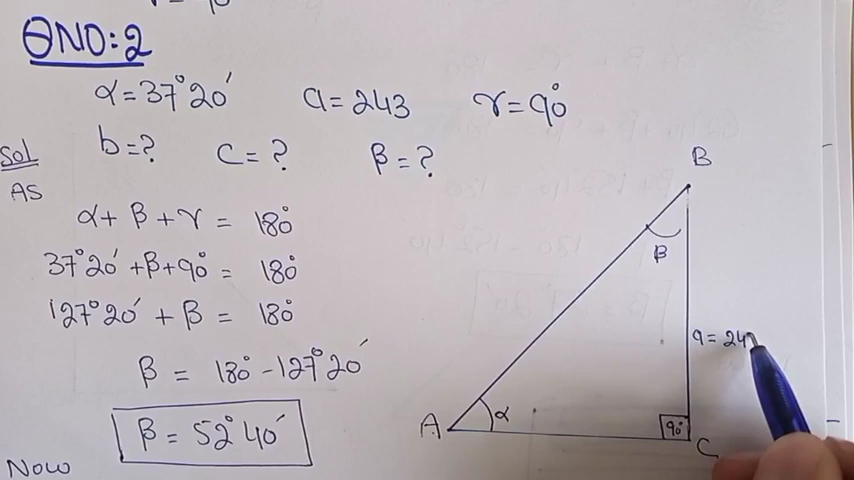 QNO:2
α = 37°20′ a = 243 γ = 90°
Sol b = ? c = ? β = ?
AS
α + β + γ = 180°
37°20′ + β + 90° = 180°
127°20′ + β = 180°
β = 180° - 127°20′
β = 52°40′
Now
B
β
a = 24
A α 90° C